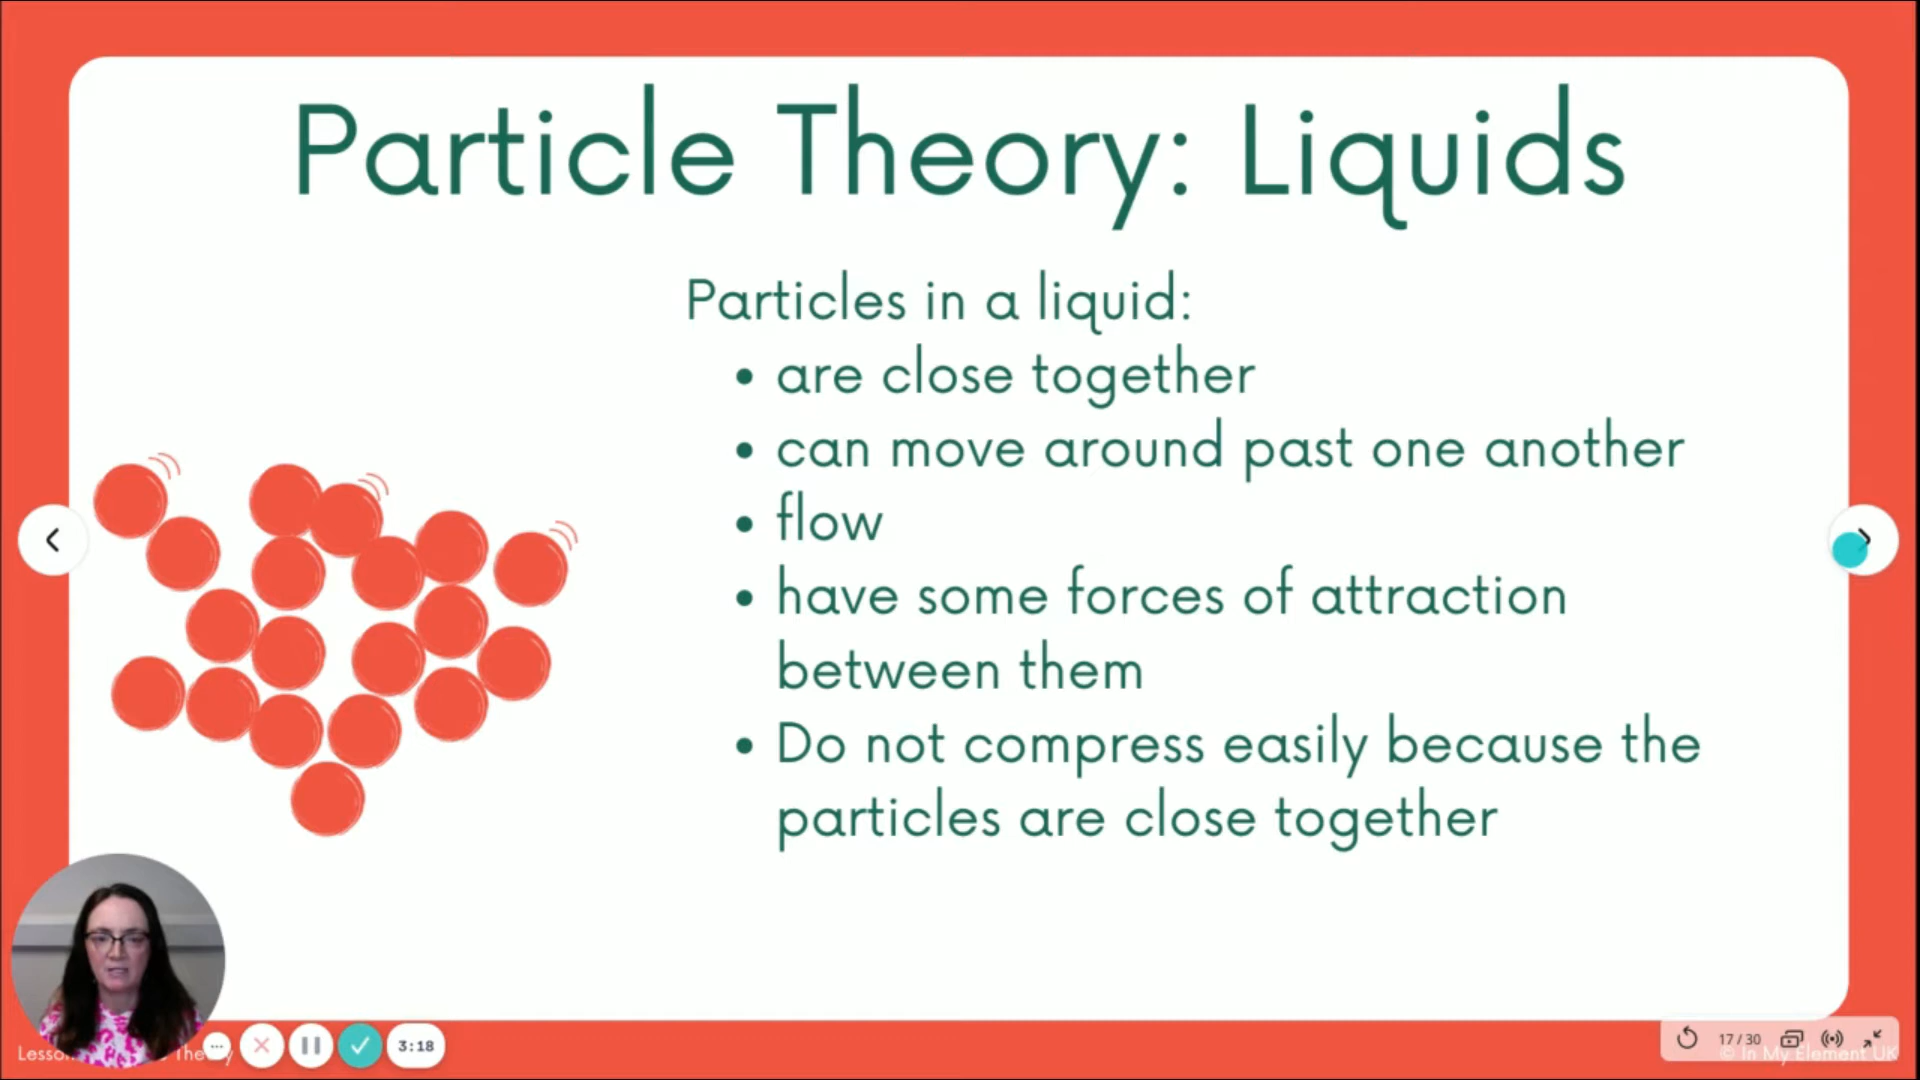 Particle Theory: Liquids
Particles in a liquid:
• are close together
• can move around past one another
• flow
• have some forces of attraction
between them
• Do not compress easily because the
particles are close together
3:18
17/30
© In My Element UK